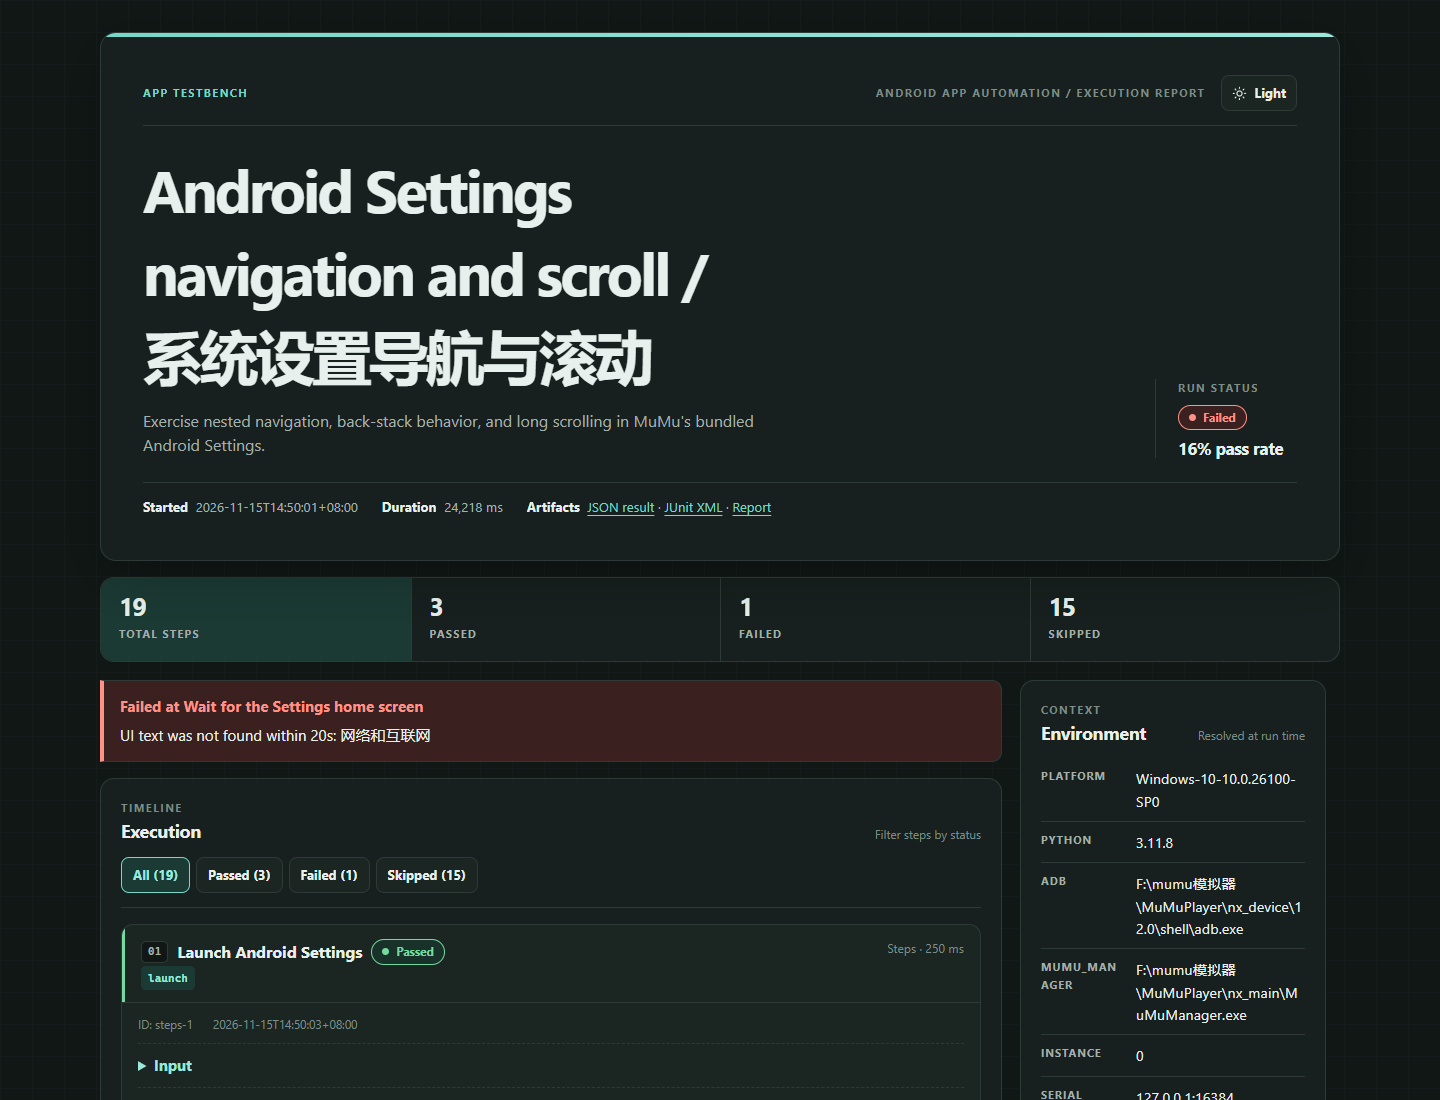 APP TESTBENCH
ANDROID APP AUTOMATION / EXECUTION REPORT
Light
Android Settings
navigation and scroll /
系统设置导航与滚动
Exercise nested navigation, back-stack behavior, and long scrolling in MuMu's bundled
Android Settings.
RUN STATUS
Failed
16% pass rate
Started 2026-11-15T14:50:01+08:00 Duration 24,218 ms Artifacts JSON result · JUnit XML · Report
19
TOTAL STEPS
3
PASSED
1
FAILED
15
SKIPPED
Failed at Wait for the Settings home screen
UI text was not found within 20s: 网络和互联网
TIMELINE
Execution
Filter steps by status
All (19) Passed (3) Failed (1) Skipped (15)
01 Launch Android Settings Passed
Steps · 250 ms
launch
ID: steps-1 2026-11-15T14:50:03+08:00
Input
CONTEXT
Environment
Resolved at run time
PLATFORM
Windows-10-10.0.26100-
SP0
PYTHON
3.11.8
ADB
F:\mumu模拟器
\MuMuPlayer\nx_device\1
2.0\shell\adb.exe
MUMU_MAN
AGER
F:\mumu模拟器
\MuMuPlayer\nx_main\M
uMuManager.exe
INSTANCE
0
SERIAL
127.0.0.1:16384